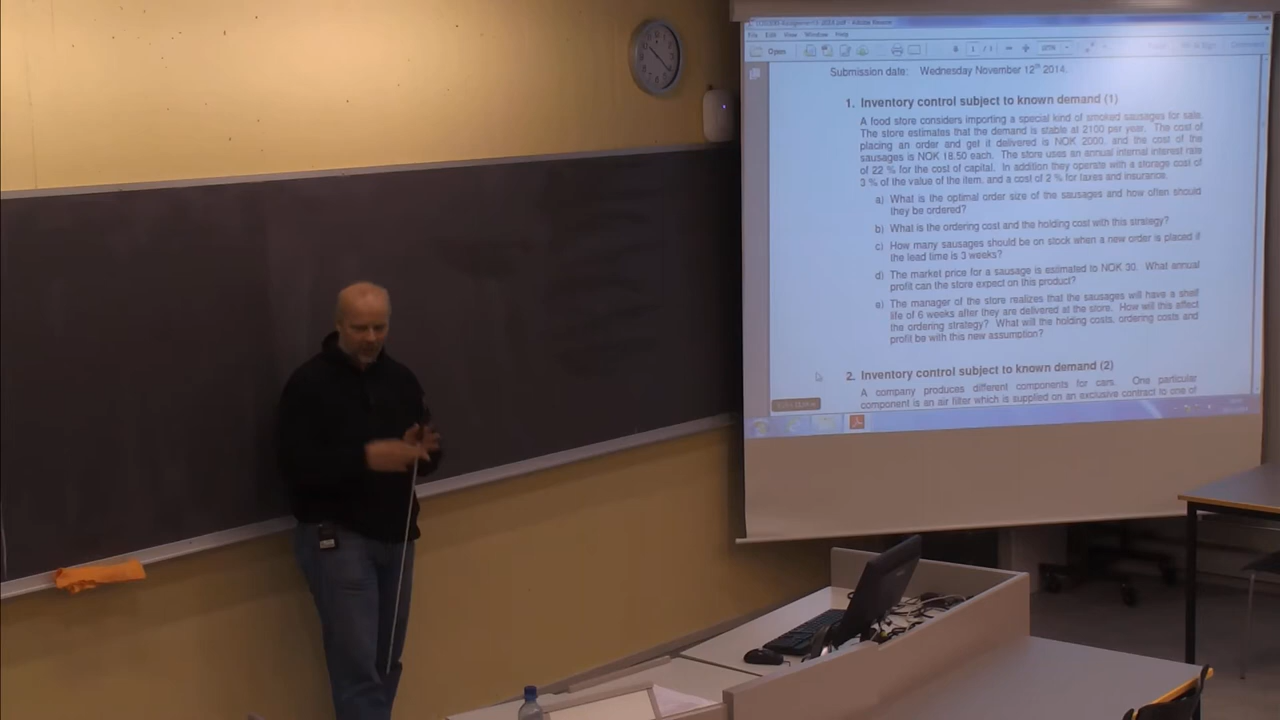 File Edit View Window Help
Open
1 / 1
Submission date: Wednesday November 12th 2014.
1. Inventory control subject to known demand (1)
A food store considers importing a special kind of smoked sausages for sale.
The store estimates that the demand is stable at 2100 per year. The cost of
placing an order and get it delivered is NOK 2000, and the cost of the
sausages is NOK 18.50 each. The store uses an annual internal interest rate
of 22 % for the cost of capital. In addition they operate with a storage cost of
3 % of the value of the item, and a cost of 2 % for taxes and insurance.
a) What is the optimal order size of the sausages and how often should
they be ordered?
b) What is the ordering cost and the holding cost with this strategy?
c) How many sausages should be on stock when a new order is placed if
the lead time is 3 weeks?
d) The market price for a sausage is estimated to NOK 30. What annual
profit can the store expect on this product?
e) The manager of the store realizes that the sausages will have a shelf
life of 6 weeks after they are delivered at the store. How will this affect
the ordering strategy? What will the holding costs, ordering costs and
profit be with this new assumption?
2. Inventory control subject to known demand (2)
A company produces different components for cars. One particular
component is an air filter which is supplied on an exclusive contract to one of